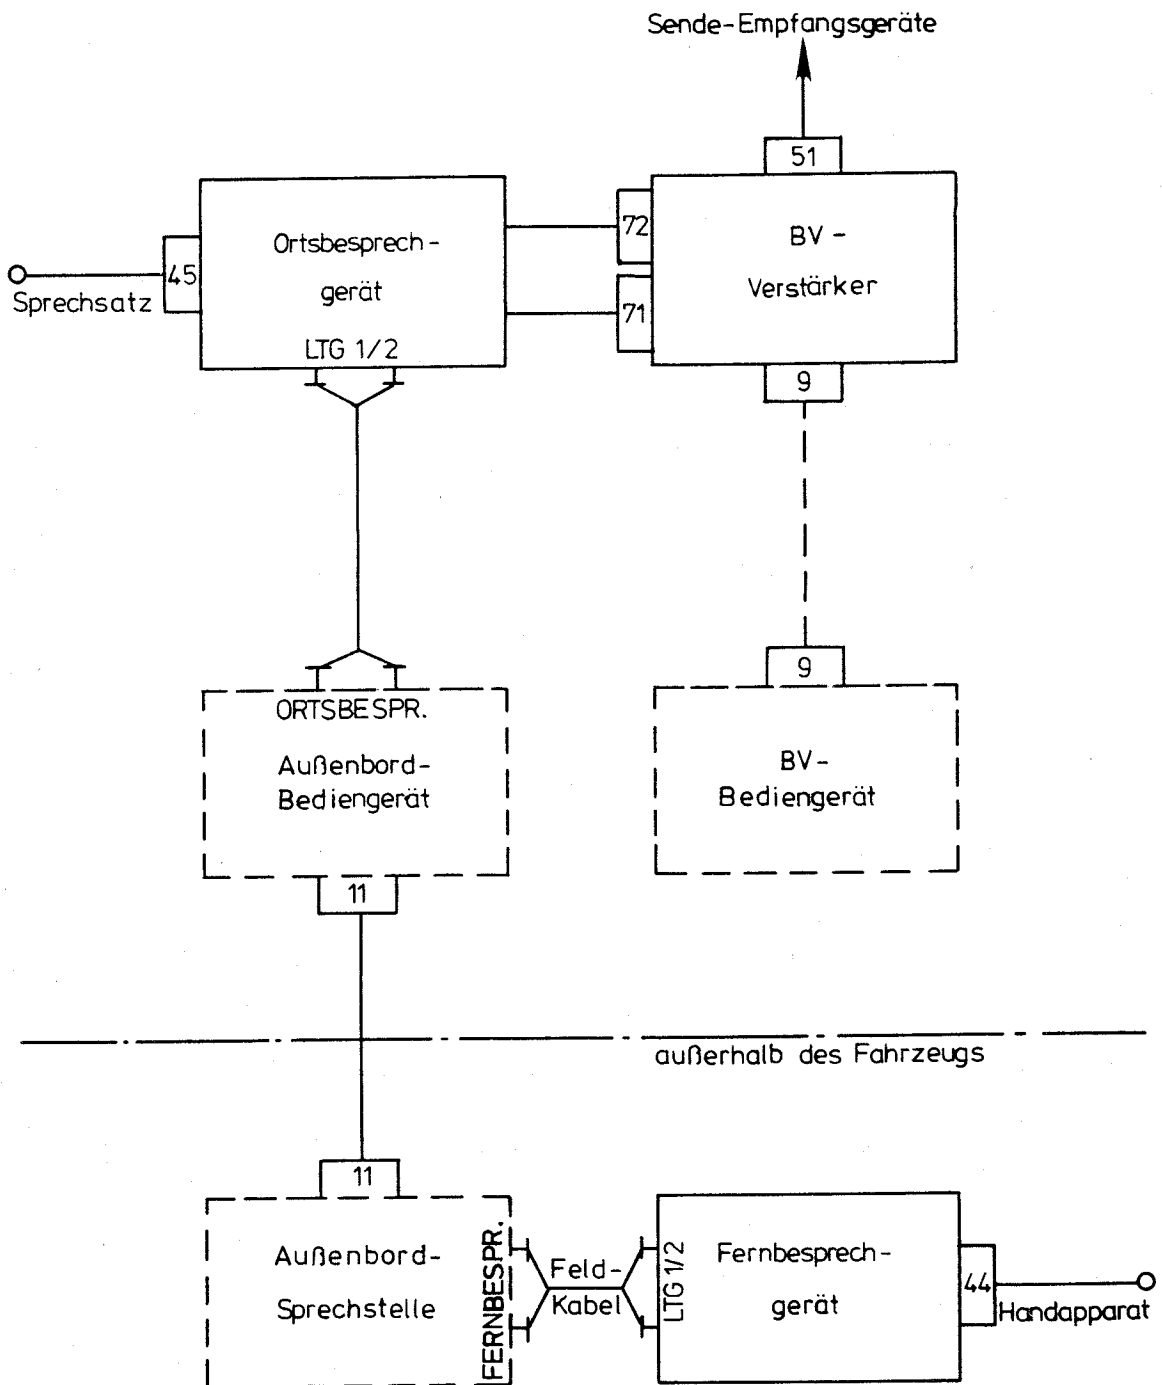 Sende-Empfangsgeräte
51
Ortsbesprech-
gerät
LTG 1/2
45
Sprechsatz
72
71
BV-
Verstärker
9
9
ORTSBESPR.
Außenbord-
Bediengerät
11
BV-
Bediengerät
außerhalb des Fahrzeugs
11
Außenbord-
Sprechstelle
FERNBESPR.
Feld-
Kabel
LTG 1/2
Fernbesprech-
gerät
44
Handapparat